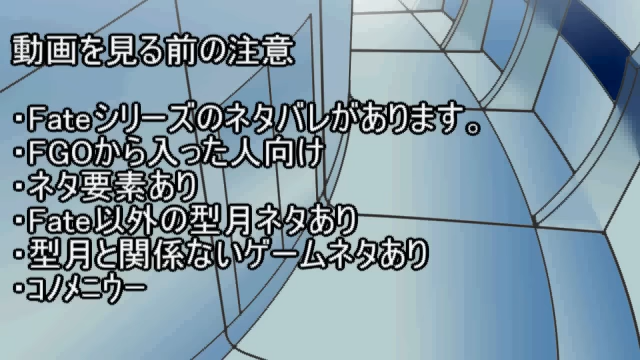 動画を見る前の注意
・Fateシリーズのネタバレがあります。
・FGOから入った人向け
・ネタ要素あり
・Fate以外の型月ネタあり
・型月と関係ないゲームネタあり
・コノメニウー